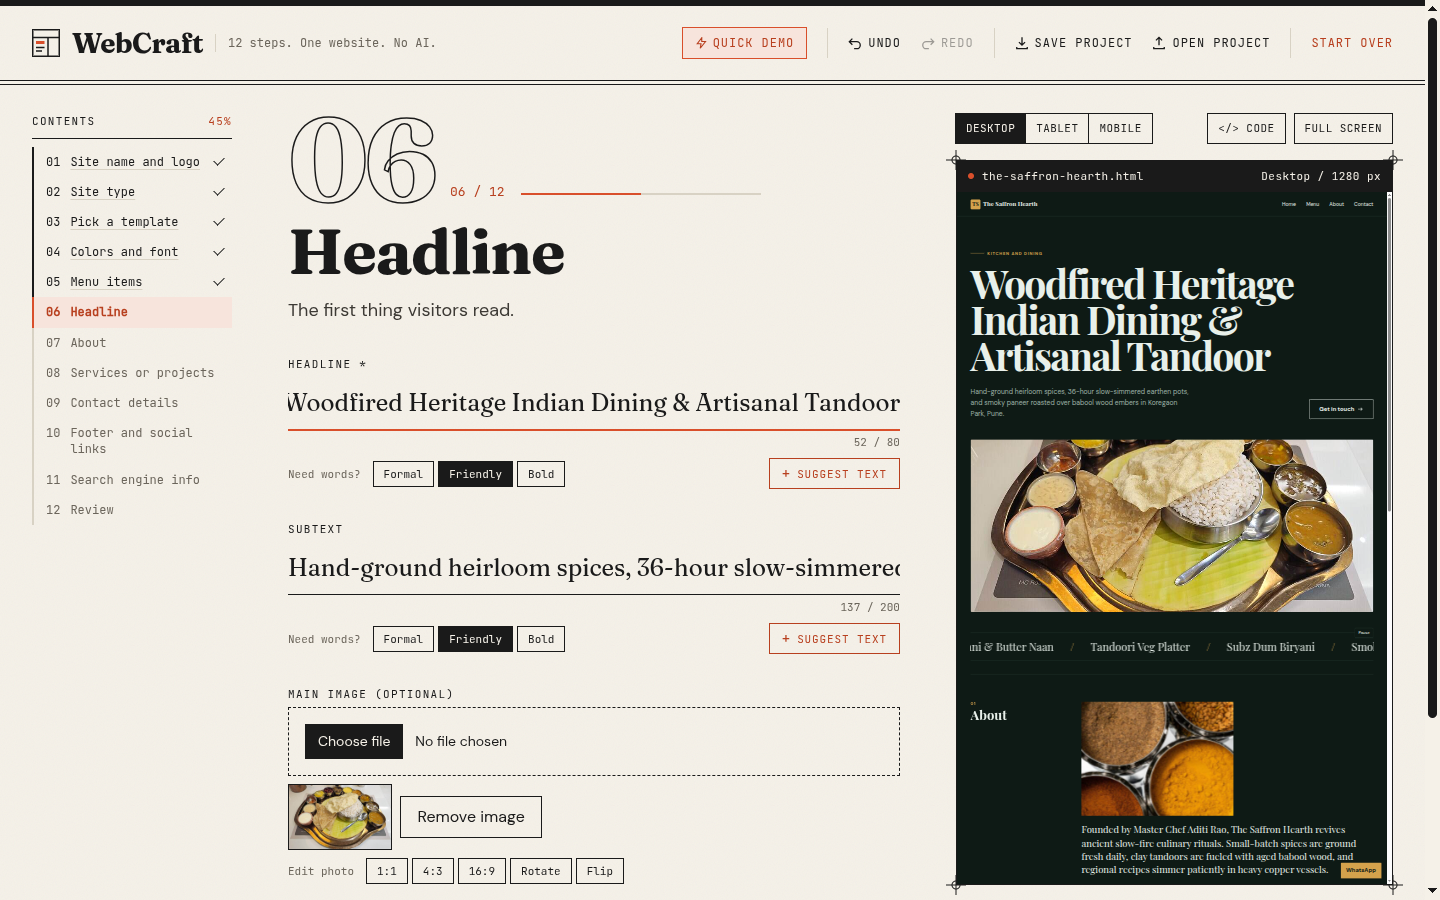 WebCraft
12 steps. One website. No AI.
QUICK DEMO
UNDO
REDO
SAVE PROJECT
OPEN PROJECT
START OVER
CONTENTS 45%
01 Site name and logo
02 Site type
03 Pick a template
04 Colors and font
05 Menu items
06 Headline
07 About
08 Services or projects
09 Contact details
10 Footer and social
links
11 Search engine info
12 Review
06
06 / 12
Headline
The first thing visitors read.
HEADLINE *
Woodfired Heritage Indian Dining & Artisanal Tandoor
52 / 80
Need words? Formal Friendly Bold + SUGGEST TEXT
SUBTEXT
Hand-ground heirloom spices, 36-hour slow-simmered
137 / 200
Need words? Formal Friendly Bold + SUGGEST TEXT
MAIN IMAGE (OPTIONAL)
Choose file No file chosen
Remove image
Edit photo 1:1 4:3 16:9 Rotate Flip
DESKTOP TABLET MOBILE </> CODE FULL SCREEN
the-saffron-hearth.html Desktop / 1280 px
TS The Saffron Hearth Home Menu About Contact
KITCHEN AND DINING
Woodfired Heritage
Indian Dining &
Artisanal Tandoor
Hand-ground heirloom spices, 36-hour slow-simmered earthen pots,
and smoky paneer roasted over babool wood embers in Koregaon
Park, Pune.
Get in touch →
Pause
ani & Butter Naan / Tandoori Veg Platter / Subz Dum Biryani / Smo
01
About
Founded by Master Chef Aditi Rao, The Saffron Hearth revives
ancient slow-fire culinary rituals. Small-batch spices are ground
fresh daily, clay tandoors are fueled with aged babool wood, and
regional recipes simmer patiently in heavy copper vessels.
WhatsApp